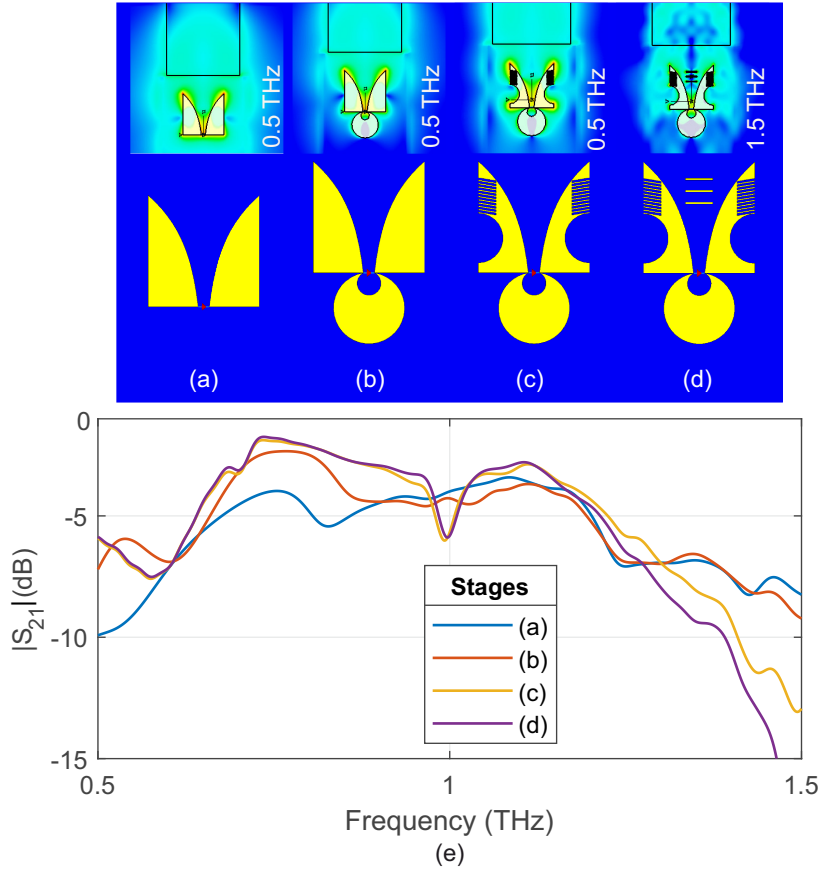 0.5 THz
0.5 THz
0.5 THz
1.5 THz
(a)
(b)
(c)
(d)
0
-5
-10
-15
|S21|(dB)
Stages
(a)
(b)
(c)
(d)
0.5
1
1.5
Frequency (THz)
(e)